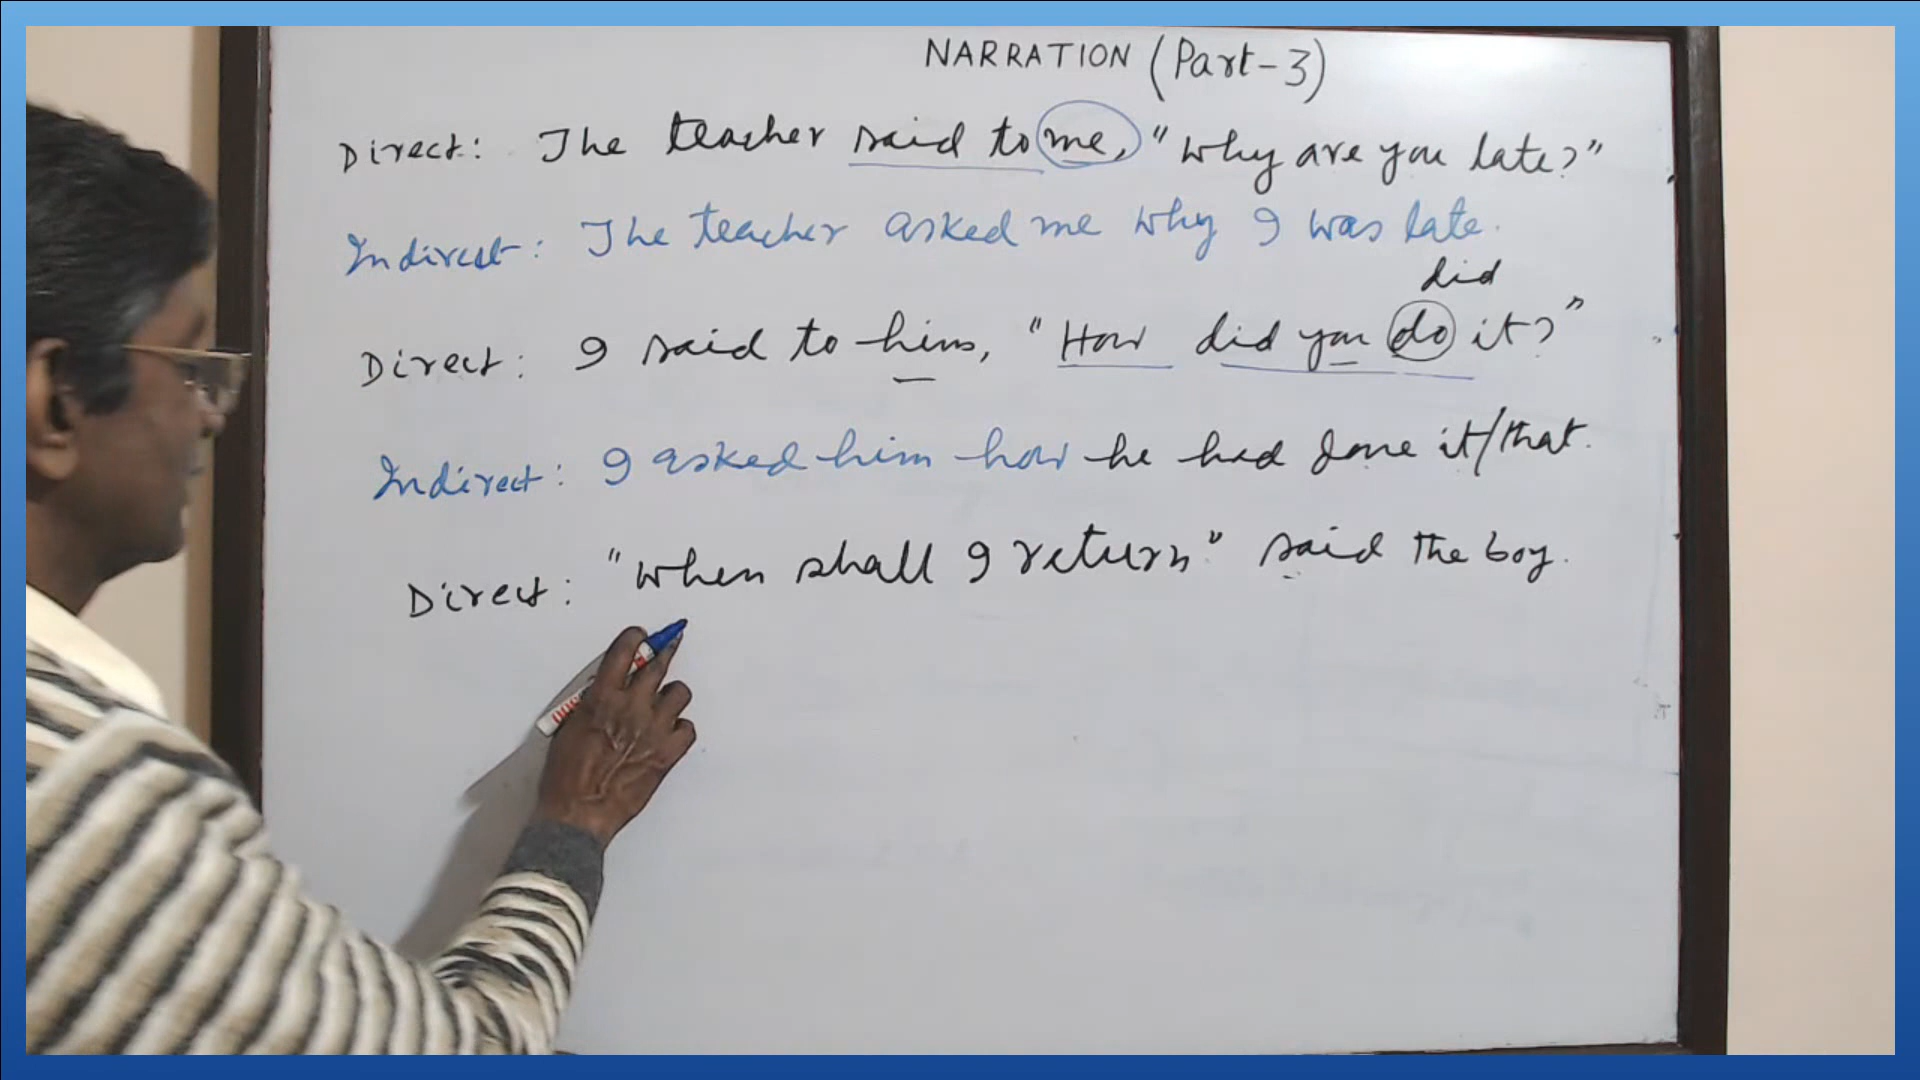 NARRATION (Part-3)
Direct: The teacher said to me, "Why are you late?"
Indirect: The teacher asked me why I was late.
did
Direct: I said to him, "How did you do it?"
Indirect: I asked him how he had done it/that.
Direct: "When shall I return" said the boy.